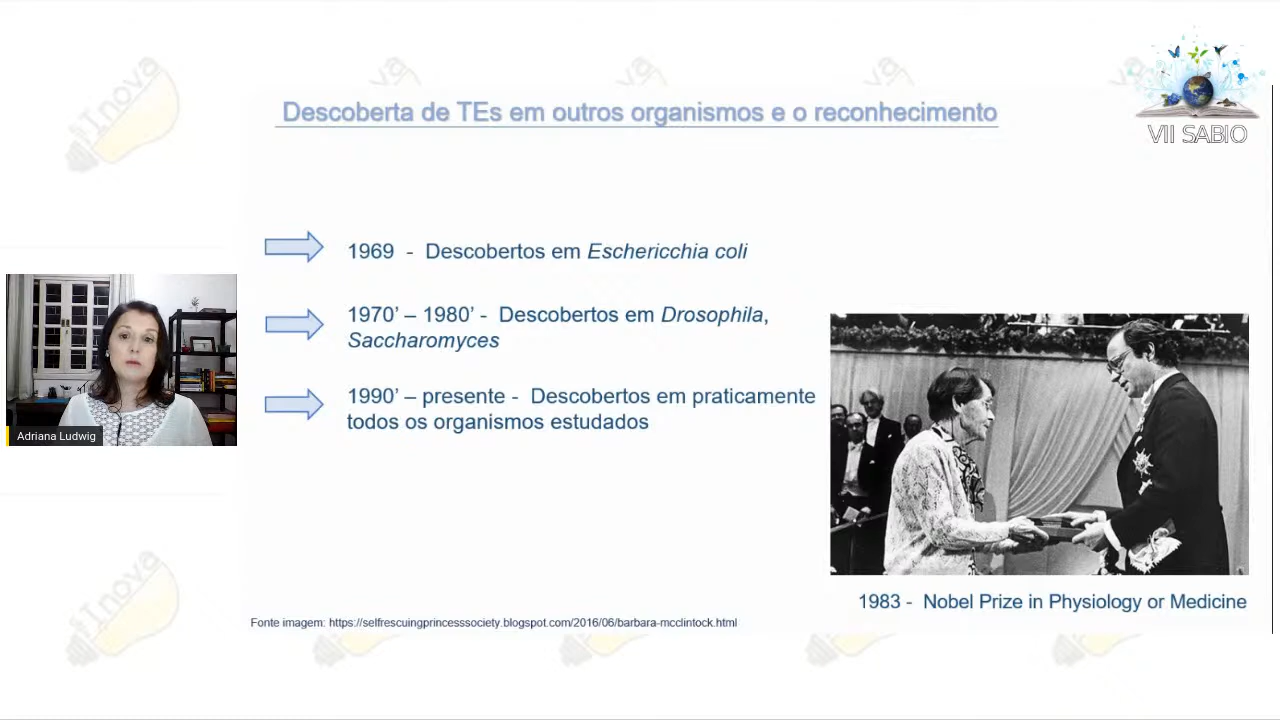 Descoberta de TEs em outros organismos e o reconhecimento
VII SABIO
1969 - Descobertos em Eschericchia coli
1970’ – 1980’ - Descobertos em Drosophila,
Saccharomyces
1990’ – presente - Descobertos em praticamente
todos os organismos estudados
Adriana Ludwig
1983 - Nobel Prize in Physiology or Medicine
Fonte imagem: https://selfrescuingprincesssociety.blogspot.com/2016/06/barbara-mcclintock.html
Inova
Inova